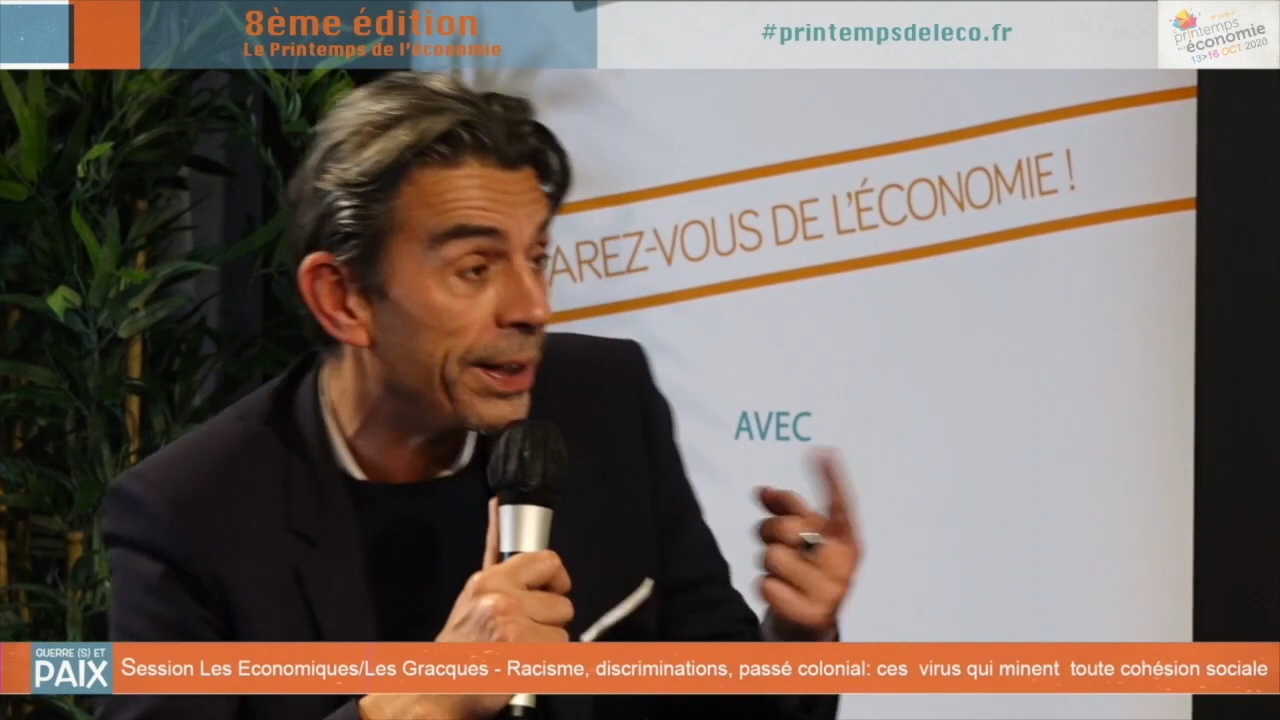 8ème édition
Le Printemps de l'économie
#printempsdeleco.fr
printemps
économie
13>16 OCT 2020
AREZ-VOUS DE L'ÉCONOMIE !
AVEC
GUERRE (S) ET
PAIX
Session Les Economiques/Les Gracques - Racisme, discriminations, passé colonial: ces virus qui minent toute cohésion sociale